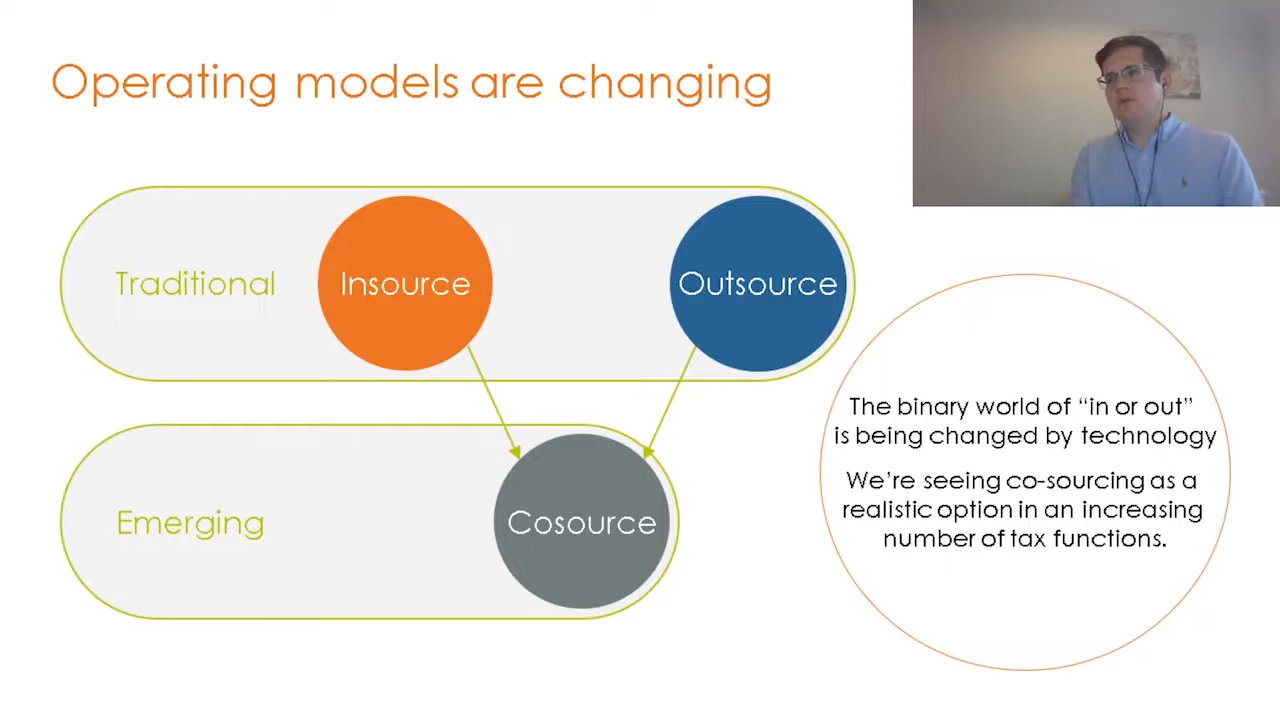 Operating models are changing
Traditional
Insource
Outsource
Emerging
Cosource
The binary world of “in or out”
is being changed by technology
We’re seeing co-sourcing as a
realistic option in an increasing
number of tax functions.